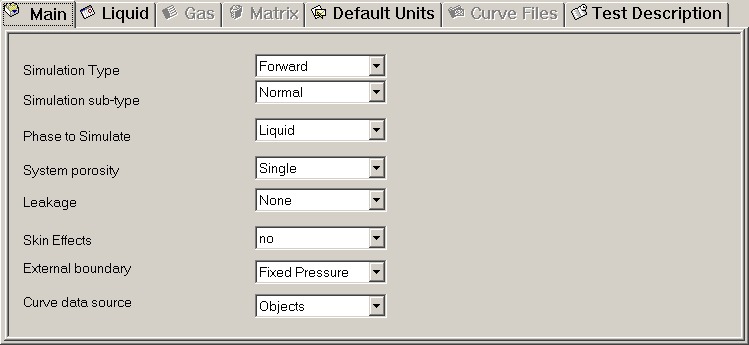 Main Liquid Gas Matrix Default Units Curve Files Test Description
Simulation Type Forward
Simulation sub-type Normal
Phase to Simulate Liquid
System porosity Single
Leakage None
Skin Effects no
External boundary Fixed Pressure
Curve data source Objects